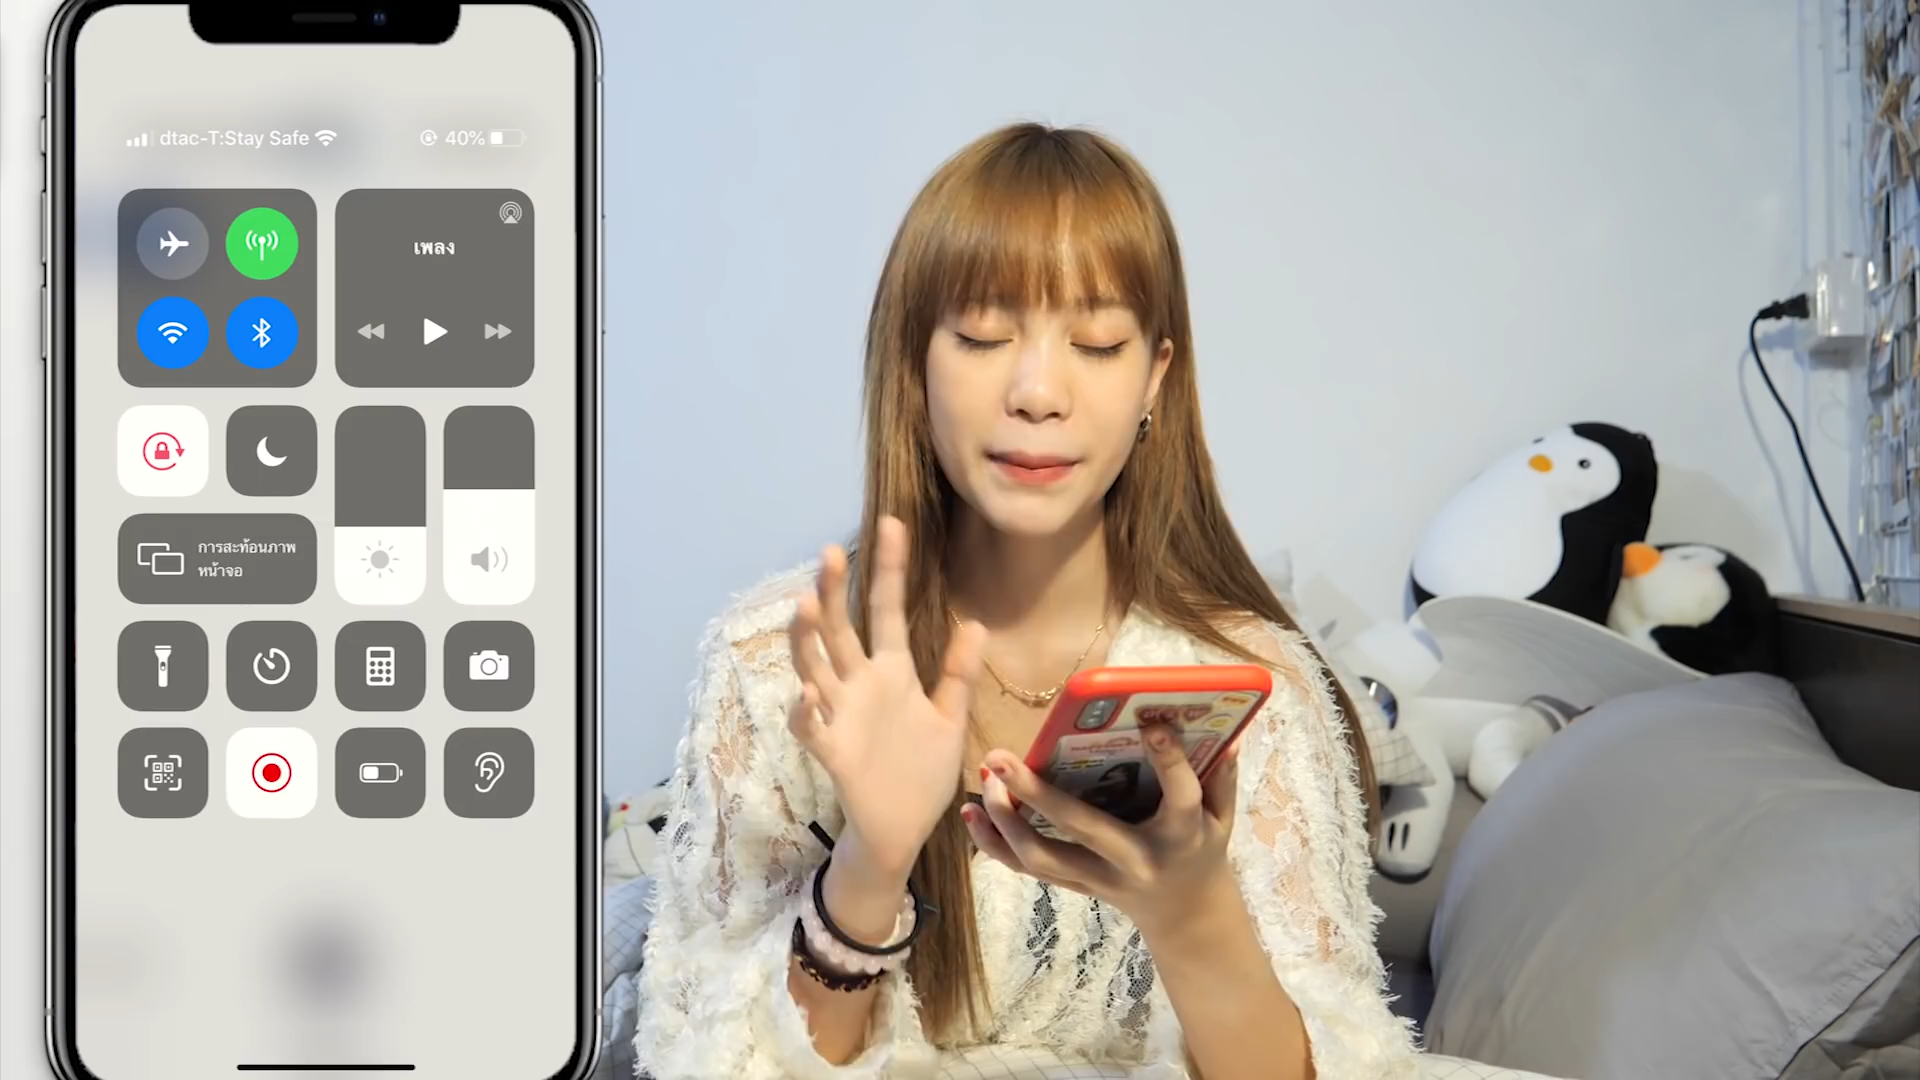 dtac-T:Stay Safe 40%
เพลง
การสะท้อนภาพ
หน้าจอ